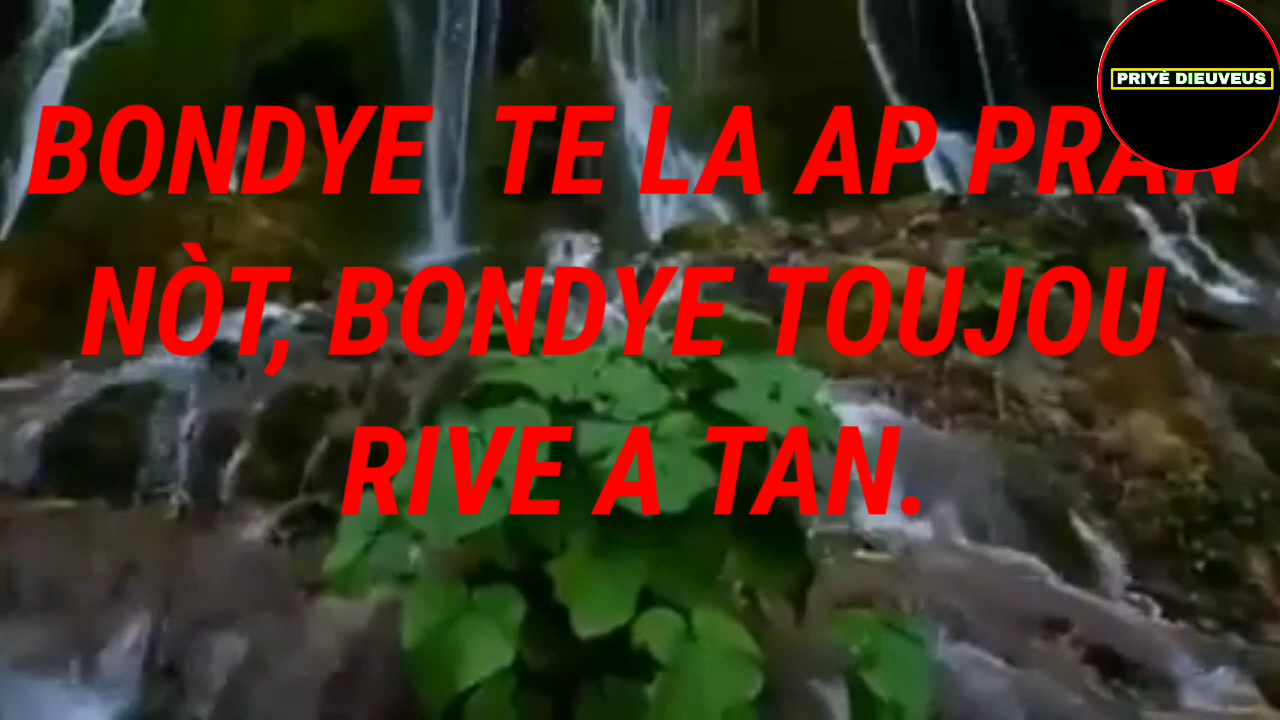 PRIYÈ DIEUVEUS
BONDYE TE LA AP PRAN
NÒT, BONDYE TOUJOU
RIVE A TAN.